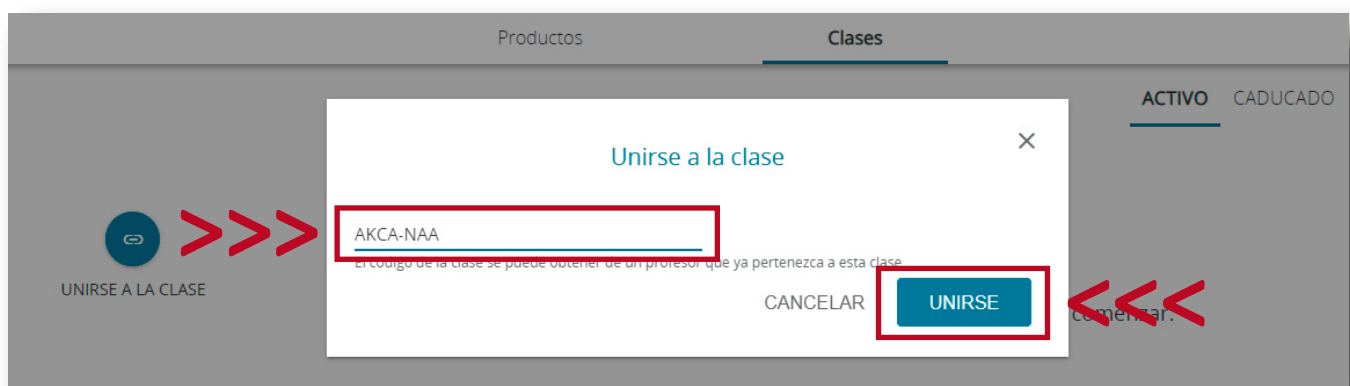 Productos Clases
ACTIVO CADUCADO
Unirse a la clase
>>> AKCA-NAA
El código de la clase se puede obtener de un profesor que ya pertenezca a esta clase
UNIRSE A LA CLASE
CANCELAR UNIRSE <<<
comenzar.